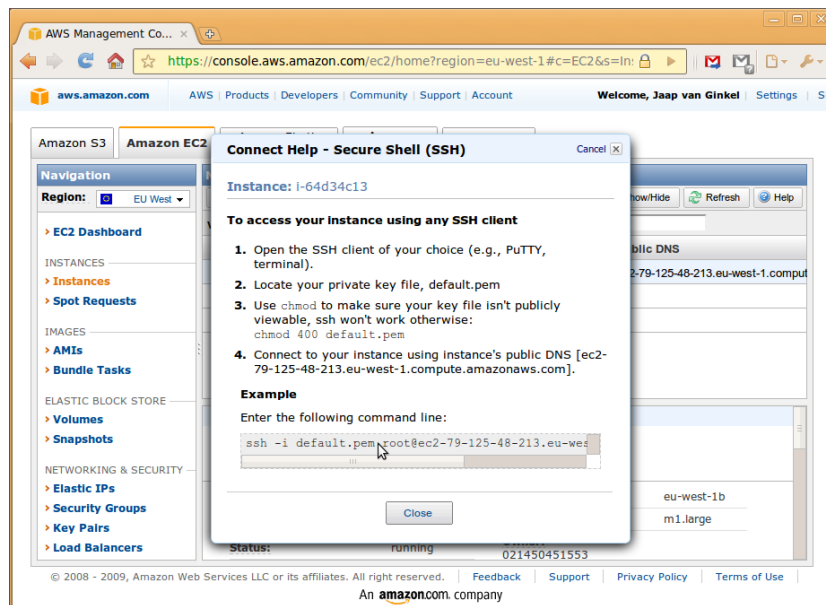 AWS Management Co...
https://console.aws.amazon.com/ec2/home?region=eu-west-1#c=EC2&s=In
aws.amazon.com AWS | Products | Developers | Community | Support | Account Welcome, Jaap van Ginkel | Settings | S
Amazon S3 Amazon EC2
Navigation
Region: EU West
EC2 Dashboard
INSTANCES
Instances
Spot Requests
IMAGES
AMIs
Bundle Tasks
ELASTIC BLOCK STORE
Volumes
Snapshots
NETWORKING & SECURITY
Elastic IPs
Security Groups
Key Pairs
Load Balancers
Connect Help - Secure Shell (SSH) Cancel
Instance: i-64d34c13
To access your instance using any SSH client
1. Open the SSH client of your choice (e.g., PuTTY,
terminal).
2. Locate your private key file, default.pem
3. Use chmod to make sure your key file isn't publicly
viewable, ssh won't work otherwise:
chmod 400 default.pem
4. Connect to your instance using instance's public DNS [ec2-
79-125-48-213.eu-west-1.compute.amazonaws.com].
Example
Enter the following command line:
ssh -i default.pem root@ec2-79-125-48-213.eu-wes
Close
how/Hide Refresh Help
blic DNS
2-79-125-48-213.eu-west-1.comput
eu-west-1b
m1.large
Status: running
021450451553
© 2008 - 2009, Amazon Web Services LLC or its affiliates. All right reserved. | Feedback | Support | Privacy Policy | Terms of Use |
An amazon.com. company